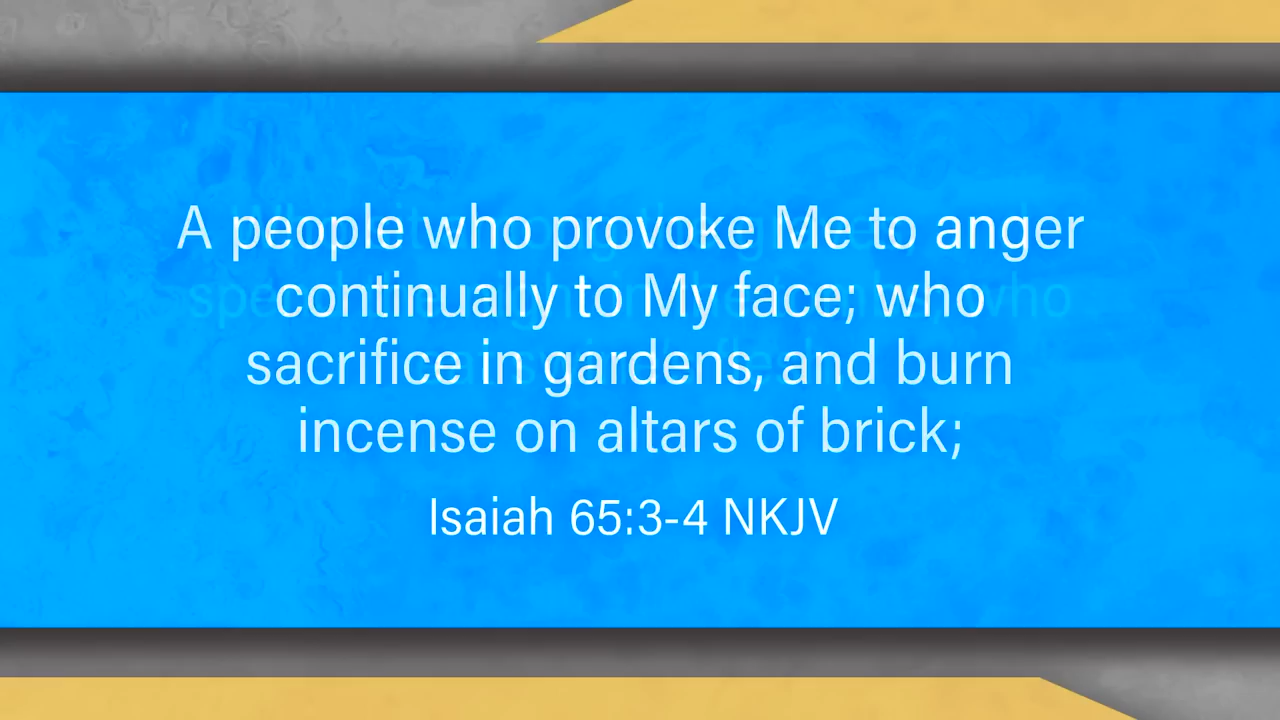 A people who provoke Me to anger
continually to My face; who
sacrifice in gardens, and burn
incense on altars of brick;
Isaiah 65:3-4 NKJV